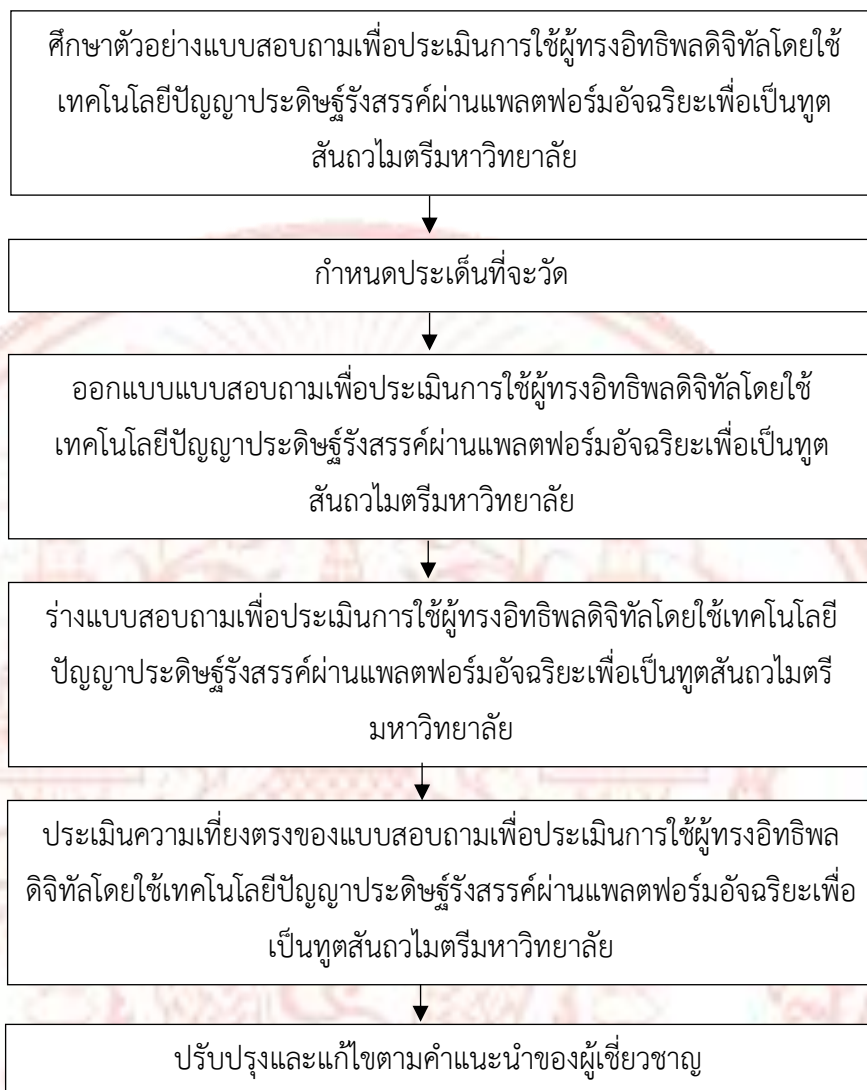 ศึกษาตัวอย่างแบบสอบถามเพื่อประเมินการใช้ผู้ทรงอิทธิพลดิจิทัลโดยใช้
เทคโนโลยีปัญญาประดิษฐ์รังสรรค์ผ่านแพลตฟอร์มอัจฉริยะเพื่อเป็นทูต
สันถวไมตรีมหาวิทยาลัย
กำหนดประเด็นที่จะวัด
ออกแบบแบบสอบถามเพื่อประเมินการใช้ผู้ทรงอิทธิพลดิจิทัลโดยใช้
เทคโนโลยีปัญญาประดิษฐ์รังสรรค์ผ่านแพลตฟอร์มอัจฉริยะเพื่อเป็นทูต
สันถวไมตรีมหาวิทยาลัย
ร่างแบบสอบถามเพื่อประเมินการใช้ผู้ทรงอิทธิพลดิจิทัลโดยใช้เทคโนโลยี
ปัญญาประดิษฐ์รังสรรค์ผ่านแพลตฟอร์มอัจฉริยะเพื่อเป็นทูตสันถวไมตรี
มหาวิทยาลัย
ประเมินความเที่ยงตรงของแบบสอบถามเพื่อประเมินการใช้ผู้ทรงอิทธิพล
ดิจิทัลโดยใช้เทคโนโลยีปัญญาประดิษฐ์รังสรรค์ผ่านแพลตฟอร์มอัจฉริยะเพื่อ
เป็นทูตสันถวไมตรีมหาวิทยาลัย
ปรับปรุงและแก้ไขตามคำแนะนำของผู้เชี่ยวชาญ